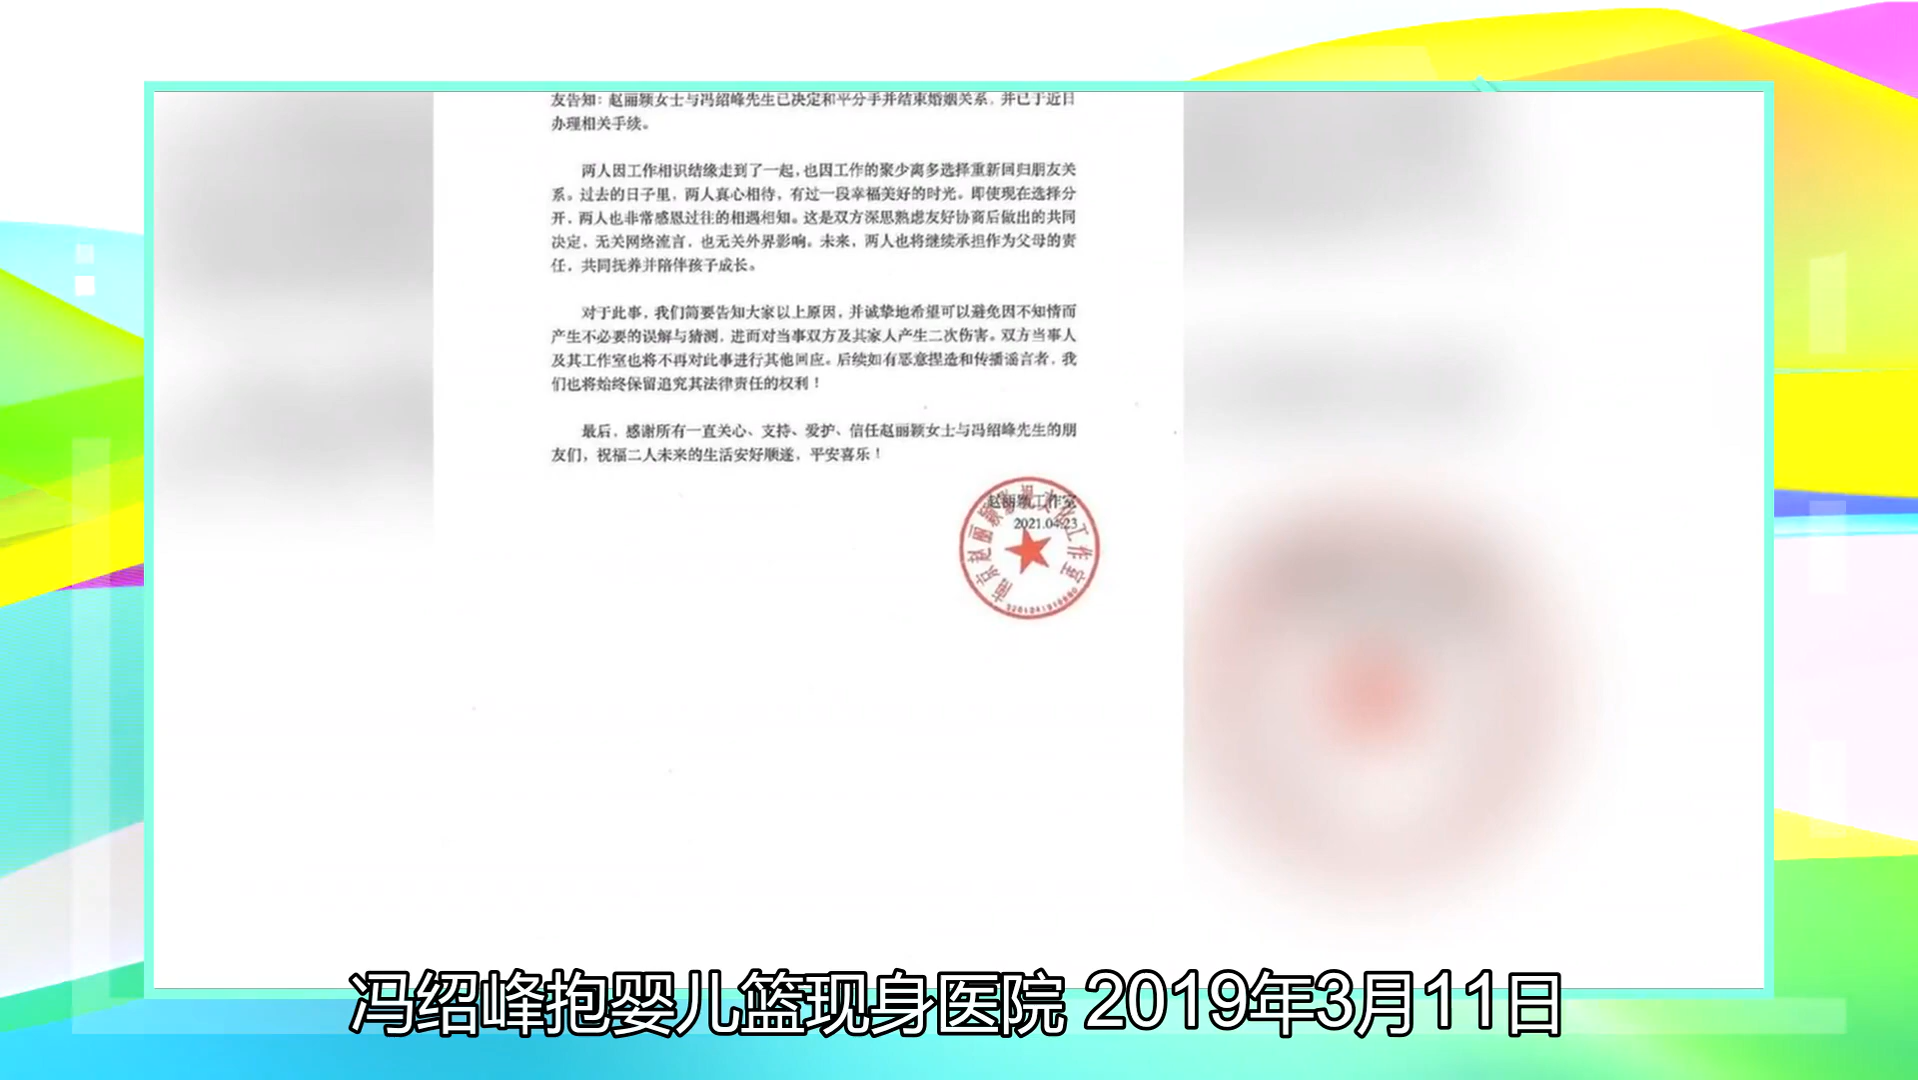 友告知：赵丽颖女士与冯绍峰先生已决定和平分手并结束婚姻关系，并已于近日
办理相关手续。
两人因工作相识结缘走到了一起，也因工作的聚少离多选择重新回归朋友关
系。过去的日子里，两人真心相待，有过一段幸福美好的时光。即使现在选择分
开，两人也非常感恩过往的相遇相知。这是双方深思熟虑友好协商后做出的共同
决定，无关网络流言，也无关外界影响。未来，两人也将继续承担作为父母的责
任，共同抚养并陪伴孩子成长。
对于此事，我们简要告知大家以上原因，并诚挚地希望可以避免因不知情而
产生不必要的误解与猜测，进而对当事双方及其家人产生二次伤害。双方当事人
及其工作室也将不再对此事进行其他回应。后续如有恶意捏造和传播谣言者，我
们也将始终保留追究其法律责任的权利！
最后，感谢所有一直关心、支持、爱护、信任赵丽颖女士与冯绍峰先生的朋
友们，祝福二人未来的生活安好顺遂，平安喜乐！
赵丽颖工作室
2021.04.23
冯绍峰抱婴儿篮现身医院 2019年3月11日